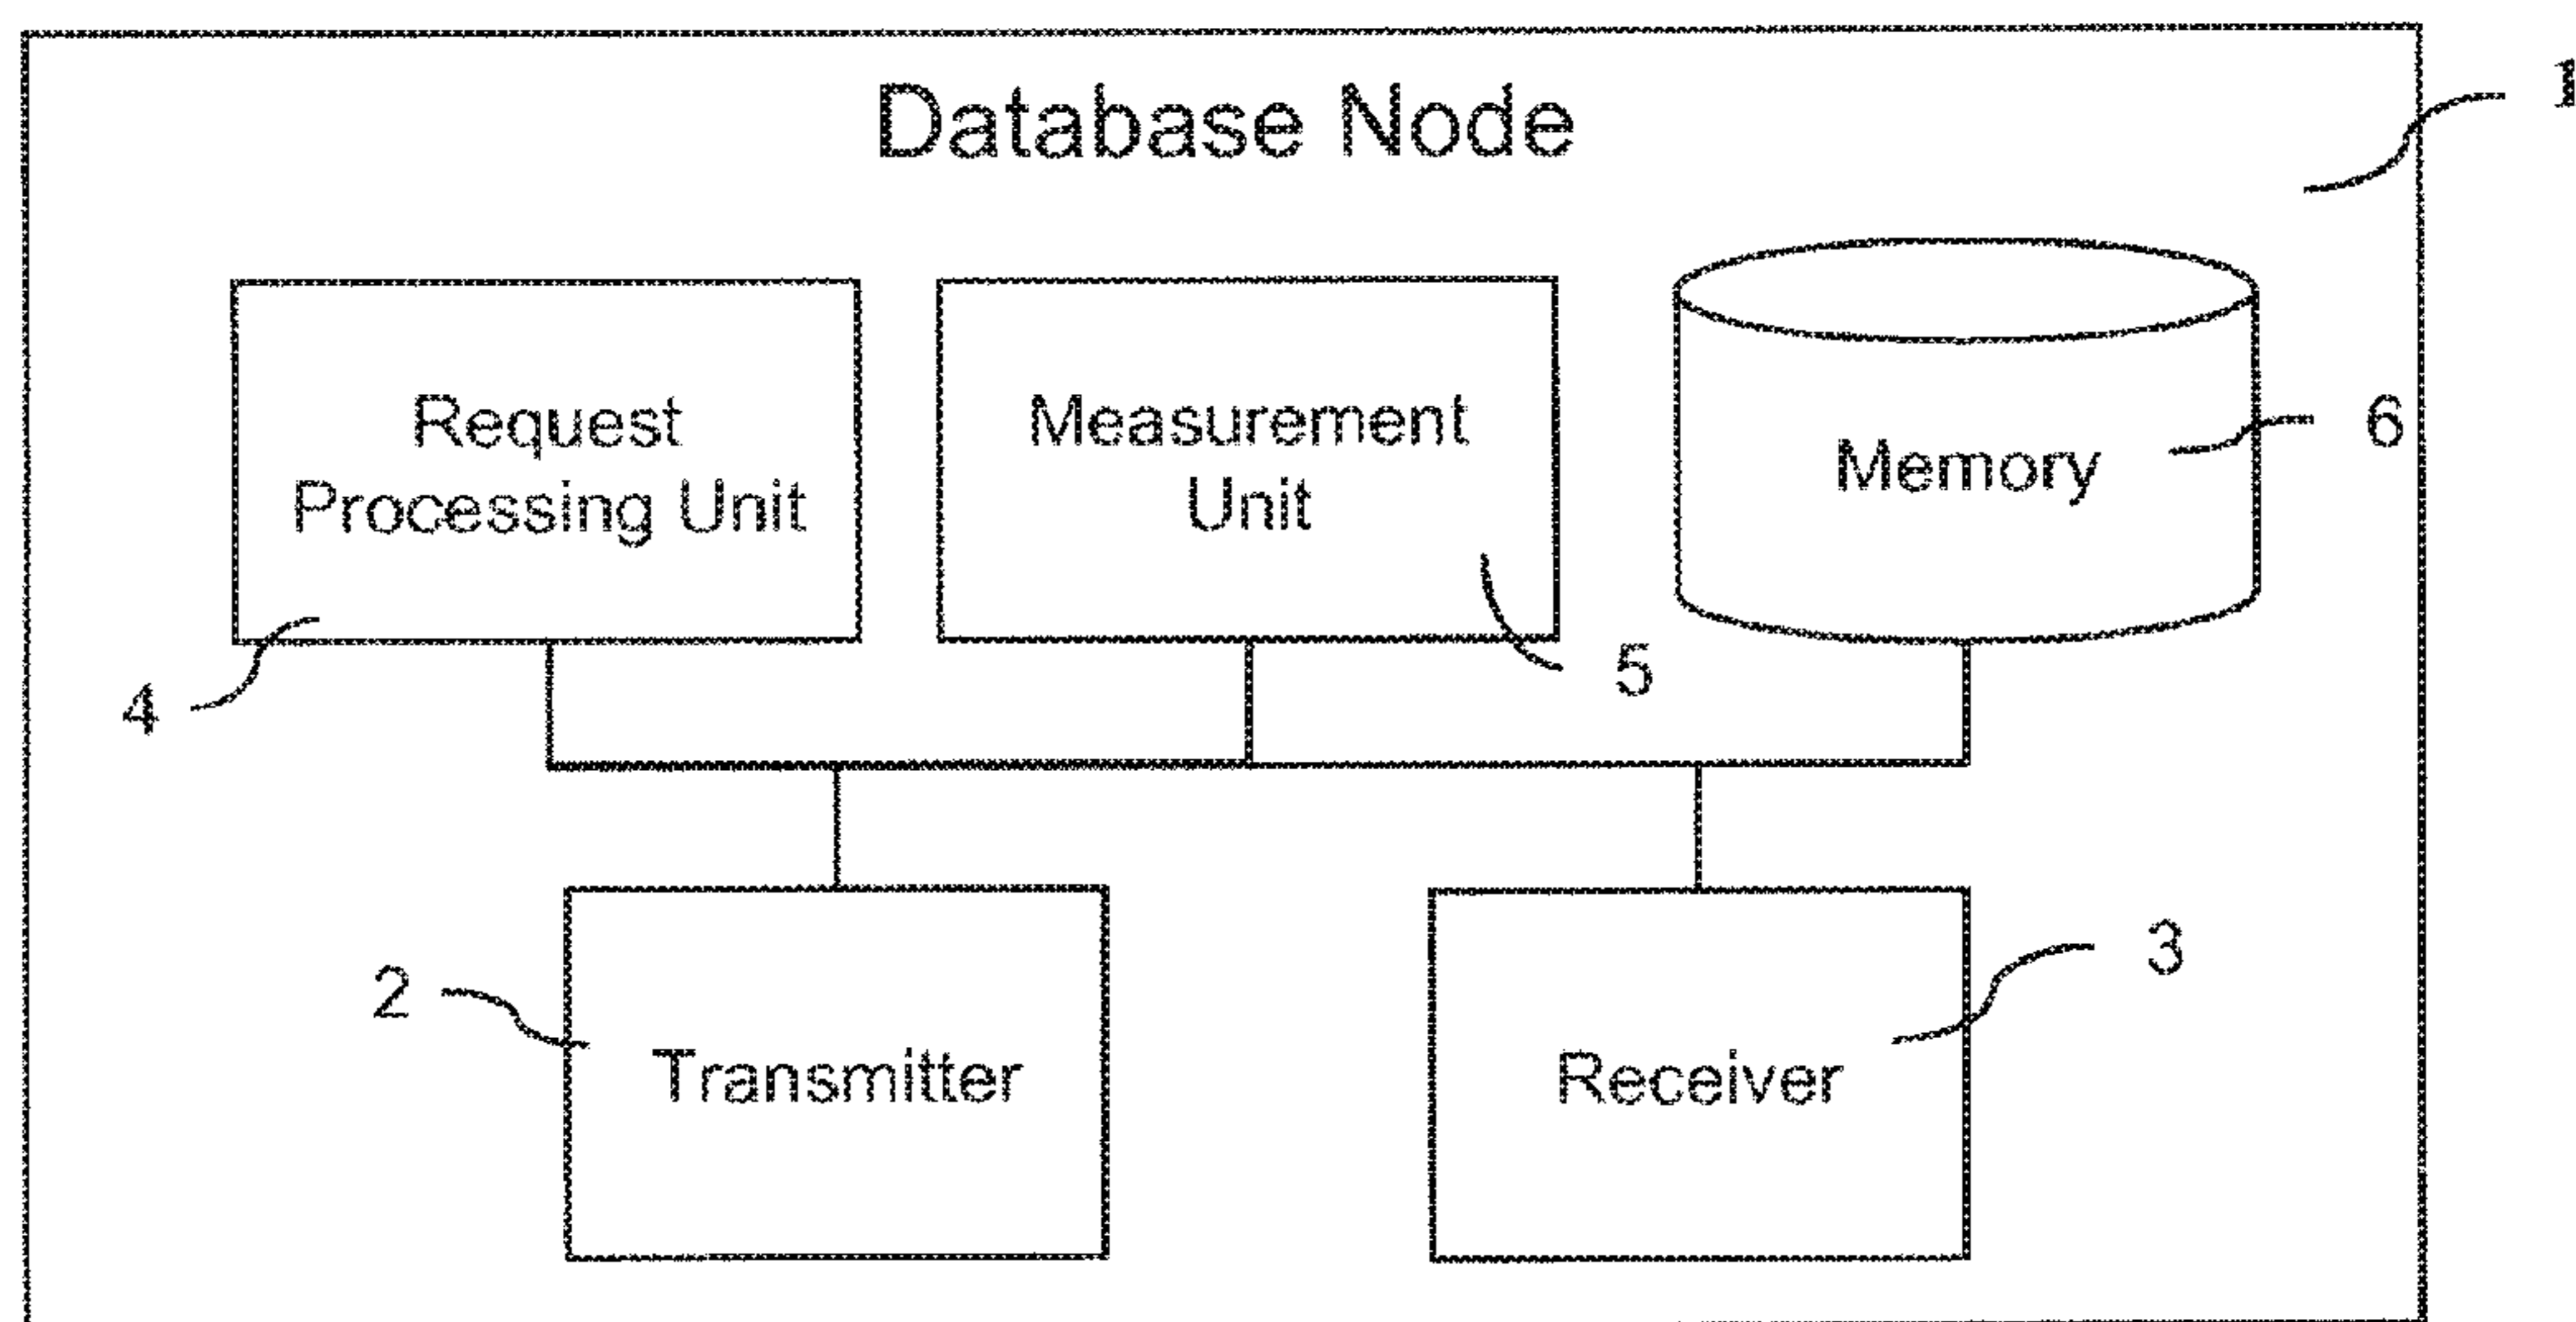 Database Node
1
Request
Processing Unit
Measurement
Unit
Memory
6
4
5
2
Transmitter
Receiver
3